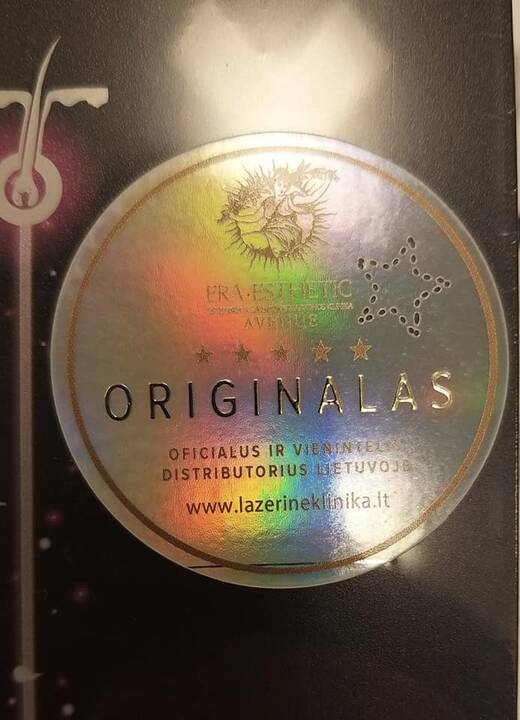 ERA·ESTHETIC
AVENUE
ORIGINALAS
OFICIALUS IR VIENINTELIS
DISTRIBUTORIUS LIETUVOJE
www.lazerineklinika.lt